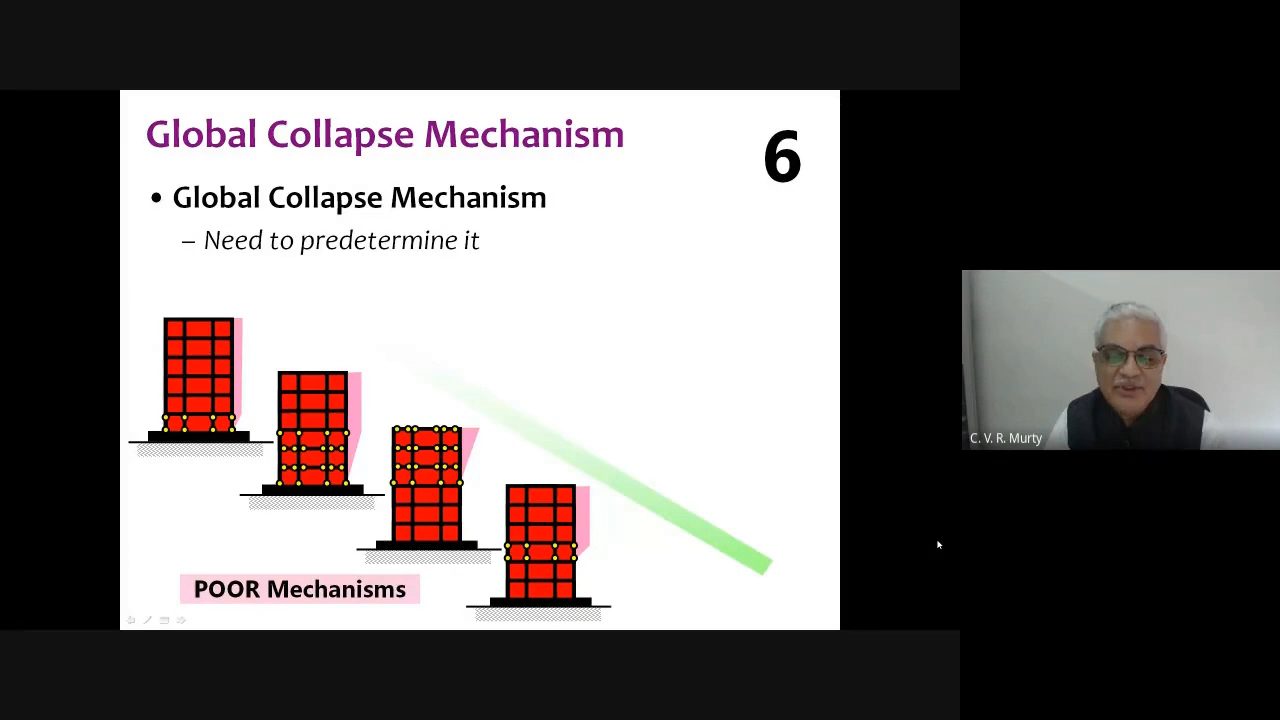 Global Collapse Mechanism
6
• Global Collapse Mechanism
– Need to predetermine it
POOR Mechanisms
C. V. R. Murty